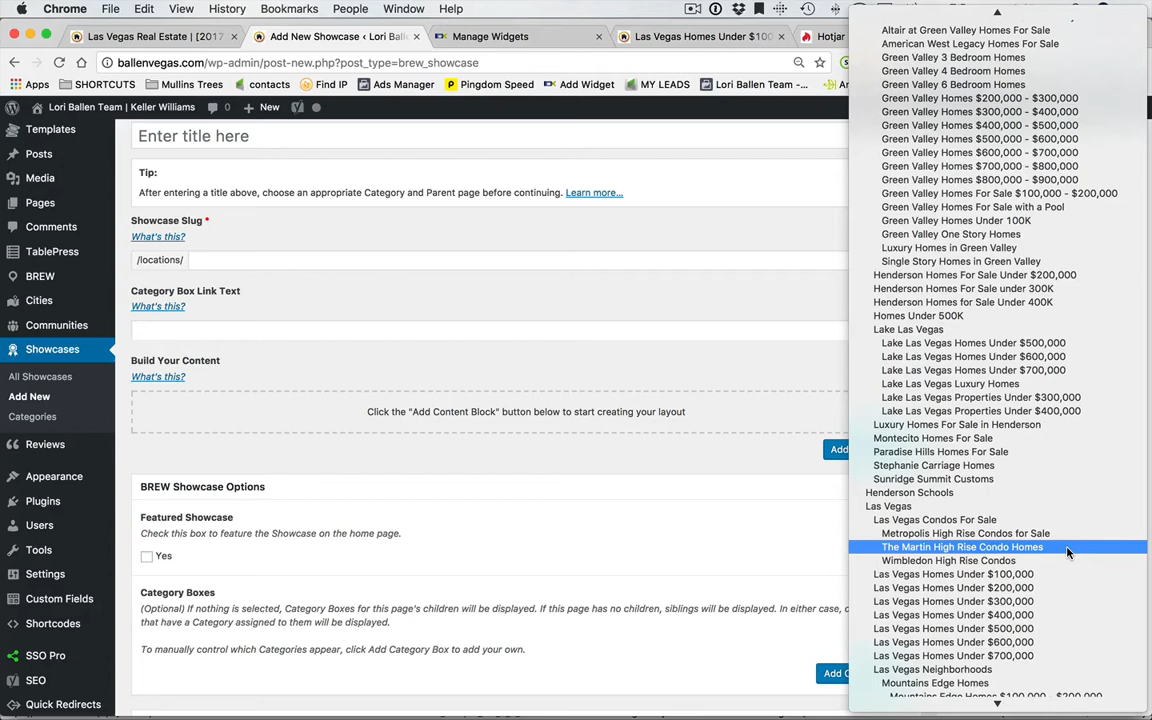 Chrome File Edit View History Bookmarks People Window Help
Las Vegas Real Estate | [2017 × Add New Showcase ‹ Lori Ballen × Manage Widgets × Las Vegas Homes Under $100 × Hotjar
ballenvegas.com/wp-admin/post-new.php?post_type=brew_showcase
Apps SHORTCUTS Mullins Trees contacts Find IP Ads Manager Pingdom Speed Add Widget MY LEADS Lori Ballen Team -...
Lori Ballen Team | Keller Williams 0 + New
Templates
Posts
Media
Pages
Comments
TablePress
BREW
Cities
Communities
Showcases
All Showcases
Add New
Categories
Reviews
Appearance
Plugins
Users
Tools
Settings
Custom Fields
Shortcodes
SSO Pro
SEO
Quick Redirects
Enter title here
Tip:
After entering a title above, choose an appropriate Category and Parent page before continuing. Learn more...
Showcase Slug *
What's this?
/locations/
Category Box Link Text
What's this?
Build Your Content
What's this?
Click the "Add Content Block" button below to start creating your layout
Add
BREW Showcase Options
Featured Showcase
Check this box to feature the Showcase on the home page.
Yes
Category Boxes
(Optional) If nothing is selected, Category Boxes for this page's children will be displayed. If this page has no children, siblings will be displayed. In either case,
that have a Category assigned to them will be displayed.
To manually control which Categories appear, click Add Category Box to add your own.
Add
Altair at Green Valley Homes For Sale
American West Legacy Homes For Sale
Green Valley 3 Bedroom Homes
Green Valley 4 Bedroom Homes
Green Valley 6 Bedroom Homes
Green Valley Homes $200,000 - $300,000
Green Valley Homes $300,000 - $400,000
Green Valley Homes $400,000 - $500,000
Green Valley Homes $500,000 - $600,000
Green Valley Homes $600,000 - $700,000
Green Valley Homes $700,000 - $800,000
Green Valley Homes $800,000 - $900,000
Green Valley Homes For Sale $100,000 - $200,000
Green Valley Homes For Sale with a Pool
Green Valley Homes Under 100K
Green Valley One Story Homes
Luxury Homes in Green Valley
Single Story Homes in Green Valley
Henderson Homes For Sale Under $200,000
Henderson Homes For Sale under 300K
Henderson Homes for Sale Under 400K
Homes Under 500K
Lake Las Vegas
Lake Las Vegas Homes Under $500,000
Lake Las Vegas Homes Under $600,000
Lake Las Vegas Homes Under $700,000
Lake Las Vegas Luxury Homes
Lake Las Vegas Properties Under $300,000
Lake Las Vegas Properties Under $400,000
Luxury Homes For Sale in Henderson
Montecito Homes For Sale
Paradise Hills Homes For Sale
Stephanie Carriage Homes
Sunridge Summit Customs
Henderson Schools
Las Vegas
Las Vegas Condos For Sale
Metropolis High Rise Condos for Sale
The Martin High Rise Condo Homes
Wimbledon High Rise Condos
Las Vegas Homes Under $100,000
Las Vegas Homes Under $200,000
Las Vegas Homes Under $300,000
Las Vegas Homes Under $400,000
Las Vegas Homes Under $500,000
Las Vegas Homes Under $600,000
Las Vegas Homes Under $700,000
Las Vegas Neighborhoods
Mountains Edge Homes
Mountains Edge Homes $100,000 - $200,000